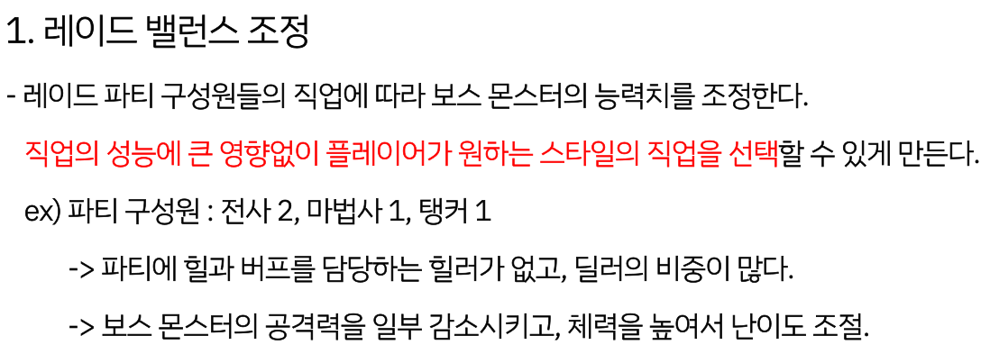 1. 레이드 밸런스 조정
- 레이드 파티 구성원들의 직업에 따라 보스 몬스터의 능력치를 조정한다.
직업의 성능에 큰 영향없이 플레이어가 원하는 스타일의 직업을 선택할 수 있게 만든다.
ex) 파티 구성원 : 전사 2, 마법사 1, 탱커 1
-> 파티에 힐과 버프를 담당하는 힐러가 없고, 딜러의 비중이 많다.
-> 보스 몬스터의 공격력을 일부 감소시키고, 체력을 높여서 난이도 조절.